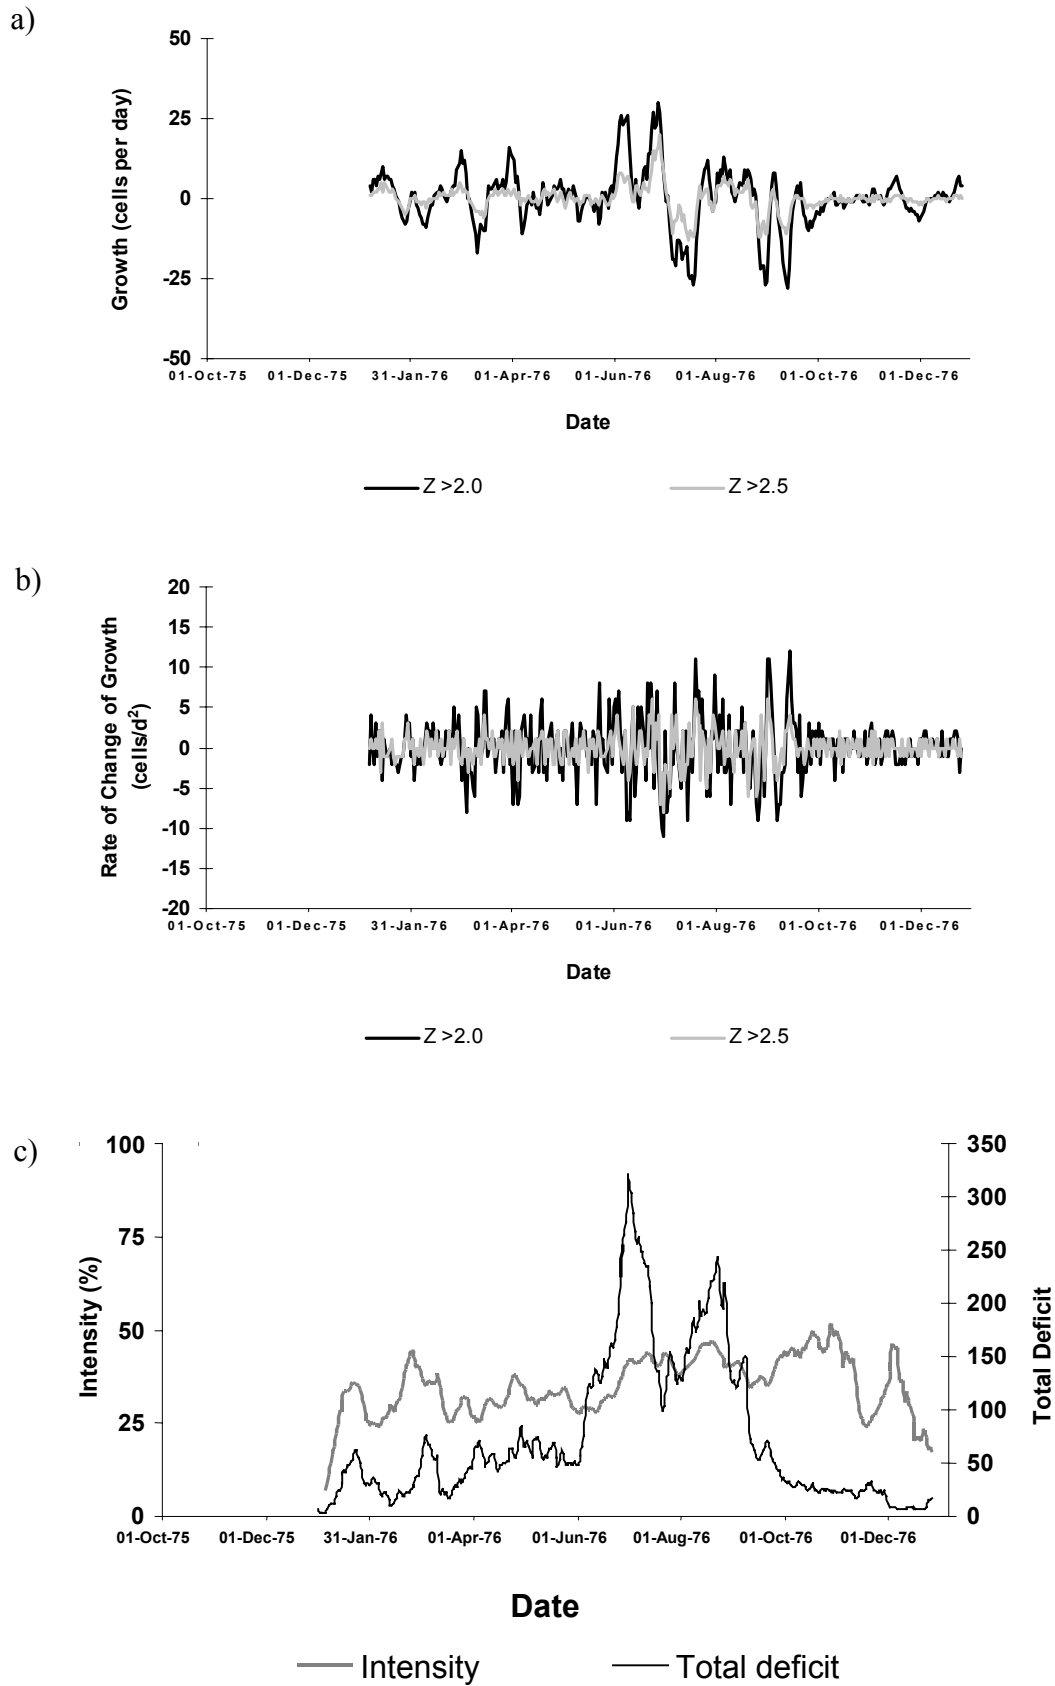 a)
50
25
0
-25
-50
Growth (cells per day)
01-Oct-75 01-Dec-75 31-Jan-76 01-Apr-76 01-Jun-76 01-Aug-76 01-Oct-76 01-Dec-76
Date
Z >2.0 Z >2.5
b)
20
15
10
5
0
-5
-10
-15
-20
Rate of Change of Growth
(cells/d²)
01-Oct-75 01-Dec-75 31-Jan-76 01-Apr-76 01-Jun-76 01-Aug-76 01-Oct-76 01-Dec-76
Date
Z >2.0 Z >2.5
c)
100
75
50
25
0
Intensity (%)
350
300
250
200
150
100
50
0
Total Deficit
01-Oct-75 01-Dec-75 31-Jan-76 01-Apr-76 01-Jun-76 01-Aug-76 01-Oct-76 01-Dec-76
Date
Intensity Total deficit